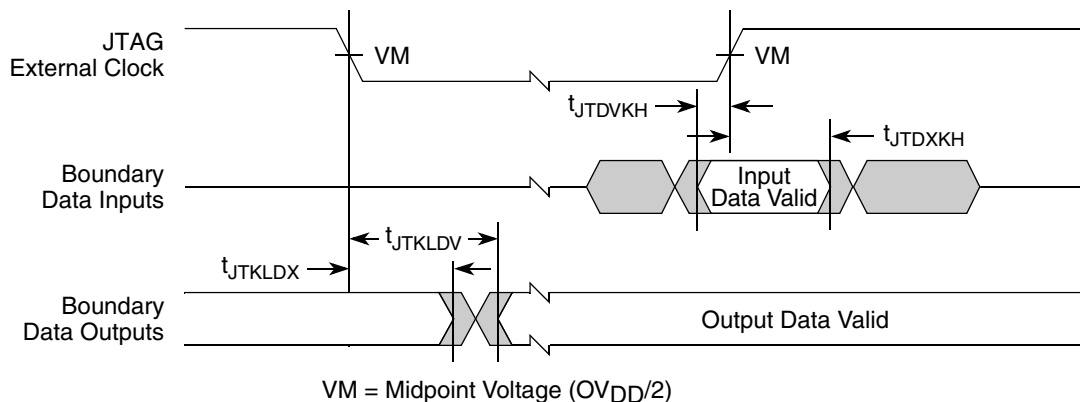 JTAG
External Clock
VM
VM
tJTDVKH
tJTDXKH
Boundary
Data Inputs
Input
Data Valid
tJTKLDV
tJTKLDX
Boundary
Data Outputs
Output Data Valid
VM = Midpoint Voltage (OVDD/2)